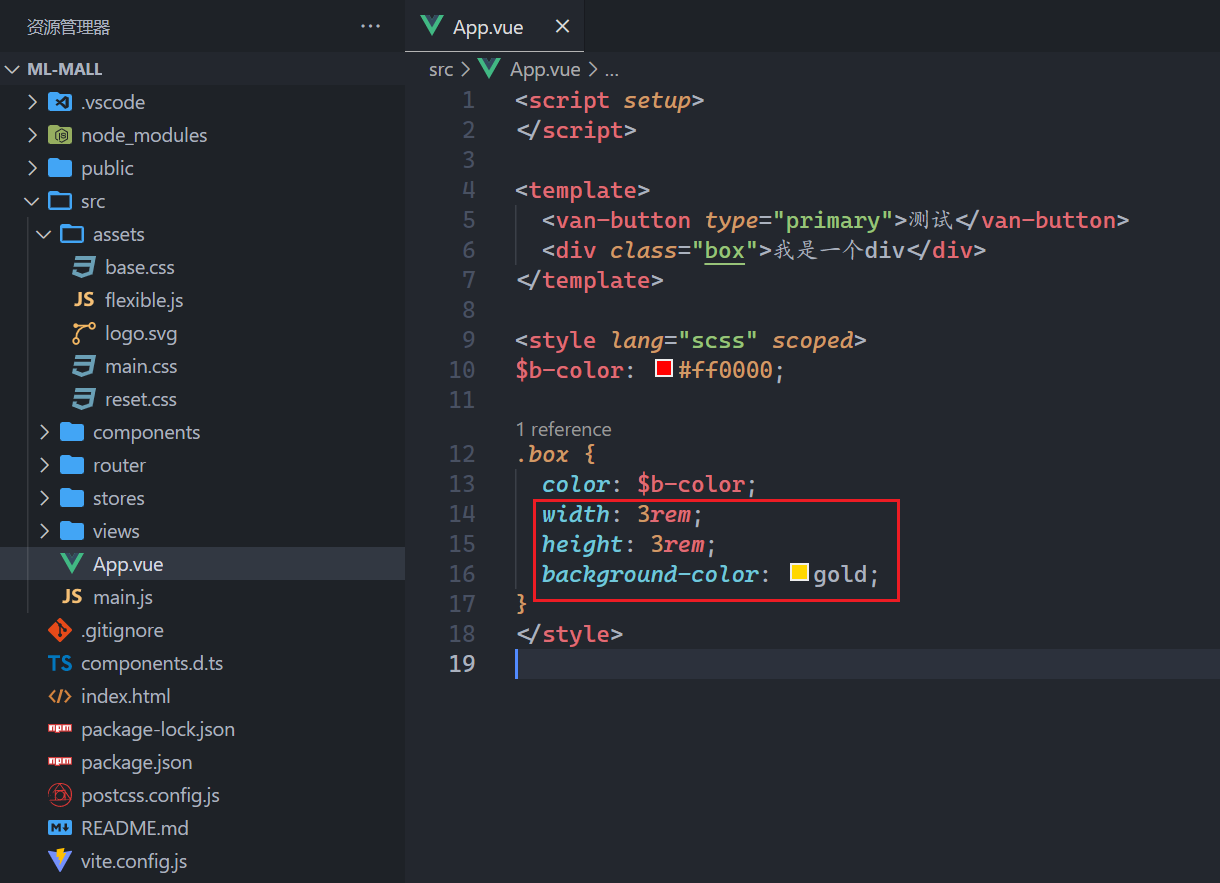 资源管理器 ···
ML-MALL
.vscode
node_modules
public
src
assets
base.css
JS flexible.js
logo.svg
main.css
reset.css
components
router
stores
views
App.vue
JS main.js
.gitignore
TS components.d.ts
index.html
package-lock.json
package.json
postcss.config.js
README.md
vite.config.js
App.vue
src > App.vue > ...
1 <script setup>
2 </script>
3
4 <template>
5 <van-button type="primary">测试</van-button>
6 <div class="box">我是一个div</div>
7 </template>
8
9 <style lang="scss" scoped>
10 $b-color: #ff0000;
11
1 reference
12 .box {
13 color: $b-color;
14 width: 3rem;
15 height: 3rem;
16 background-color: gold;
17 }
18 </style>
19